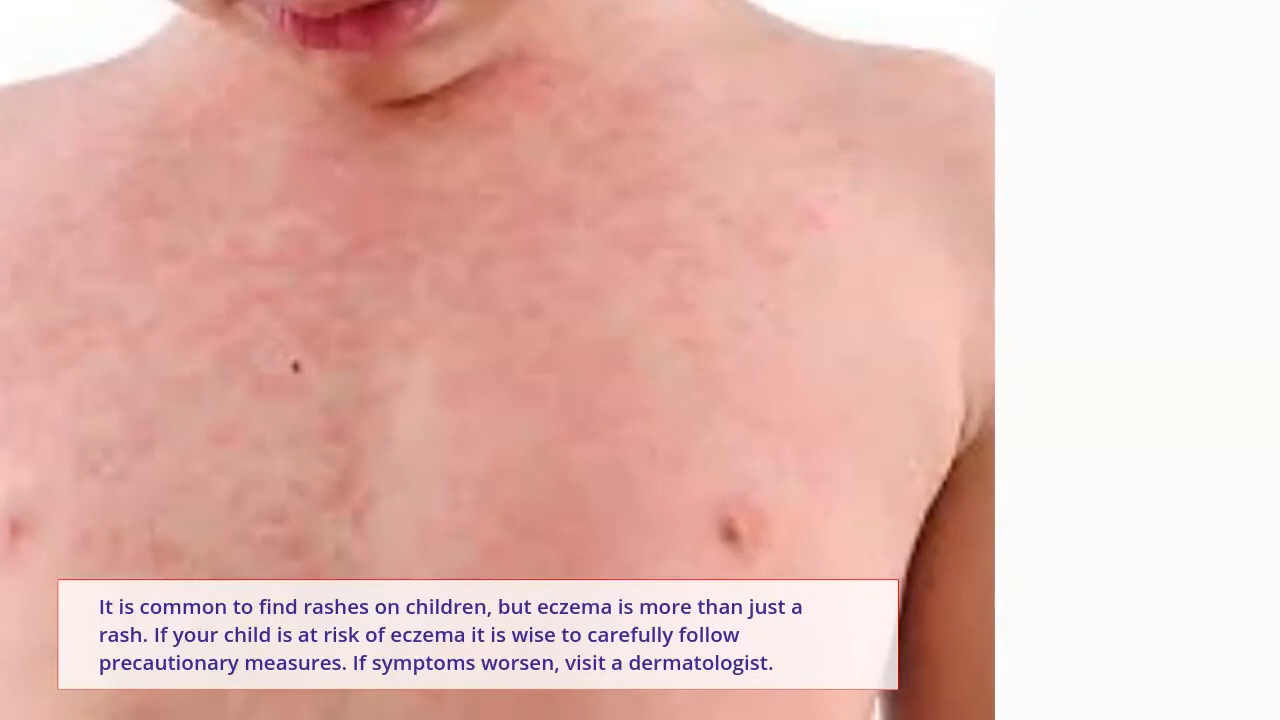 It is common to find rashes on children, but eczema is more than just a
rash. If your child is at risk of eczema it is wise to carefully follow
precautionary measures. If symptoms worsen, visit a dermatologist.